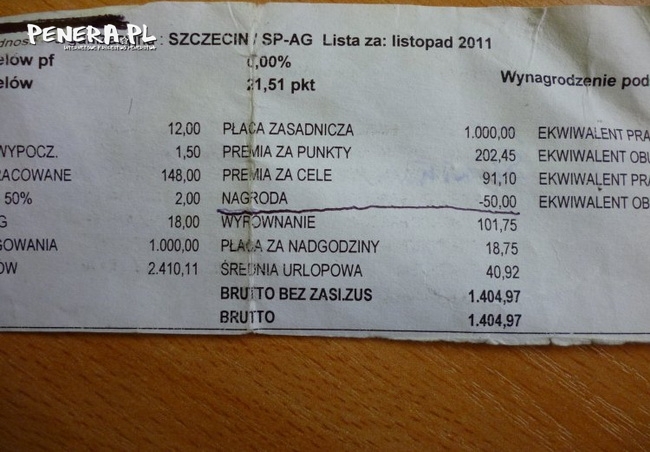 PENERA.PL
: SZCZECIN / SP-AG Lista za: listopad 2011
elów pf 0,00%
elów 21,51 pkt Wynagrodzenie pod
12,00 PŁACA ZASADNICZA 1.000,00 EKWIWALENT PRA
WYPOCZ. 1,50 PREMIA ZA PUNKTY 202,45 EKWIWALENT OBU
RACOWANE 148,00 PREMIA ZA CELE 91,10 EKWIWALENT PRA
50% 2,00 NAGRODA -50,00 EKWIWALENT OB
G 18,00 WYRÓWNANIE 101,75
GOWANIA 1.000,00 PŁACA ZA NADGODZINY 18,75
ÓW 2.410,11 ŚREDNIA URLOPOWA 40,92
BRUTTO BEZ ZASI.ZUS 1.404,97
BRUTTO 1.404,97